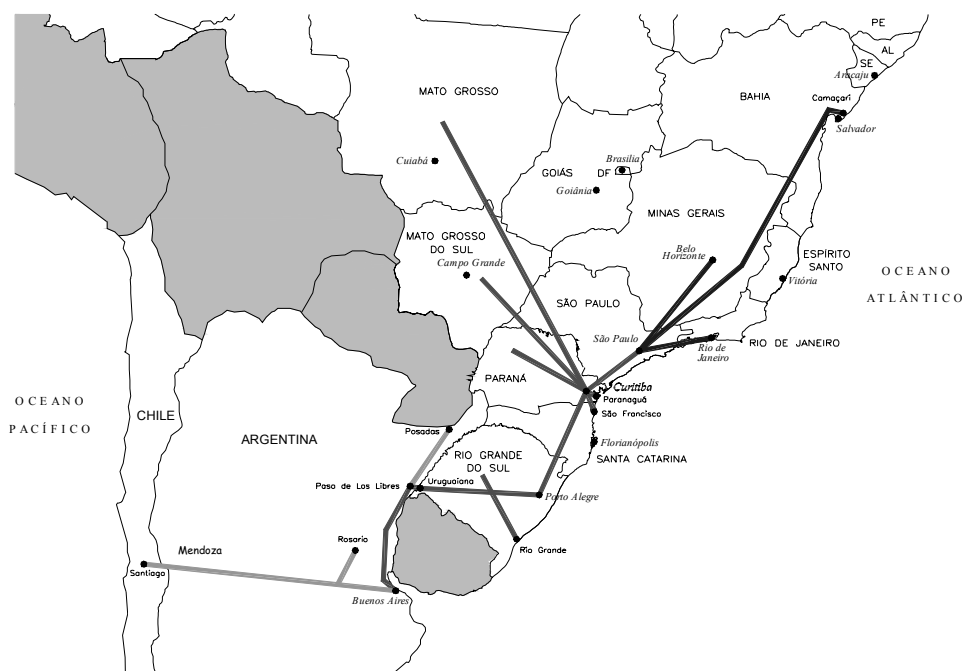 PE
AL
SE
Aracaju
MATO GROSSO
BAHIA
Camaçari
Salvador
Cuiabá
Brasilia
GOIÁS
DF
Goiânia
MINAS GERAIS
MATO GROSSO
DO SUL
Campo Grande
Belo
Horizonte
ESPÍRITO
SANTO
Vitória
OCEANO
ATLÂNTICO
SÃO PAULO
São Paulo
Rio de
Janeiro
RIO DE JANEIRO
PARANÁ
Curitiba
Paranaguá
São Francisco
OCEANO
PACÍFICO
CHILE
ARGENTINA
Posadas
Florianópolis
SANTA CATARINA
RIO GRANDE
DO SUL
Paso de Los Libres
Uruguaiana
Porto Alegre
Rosario
Mendoza
Rio Grande
Santiago
Buenos Aires